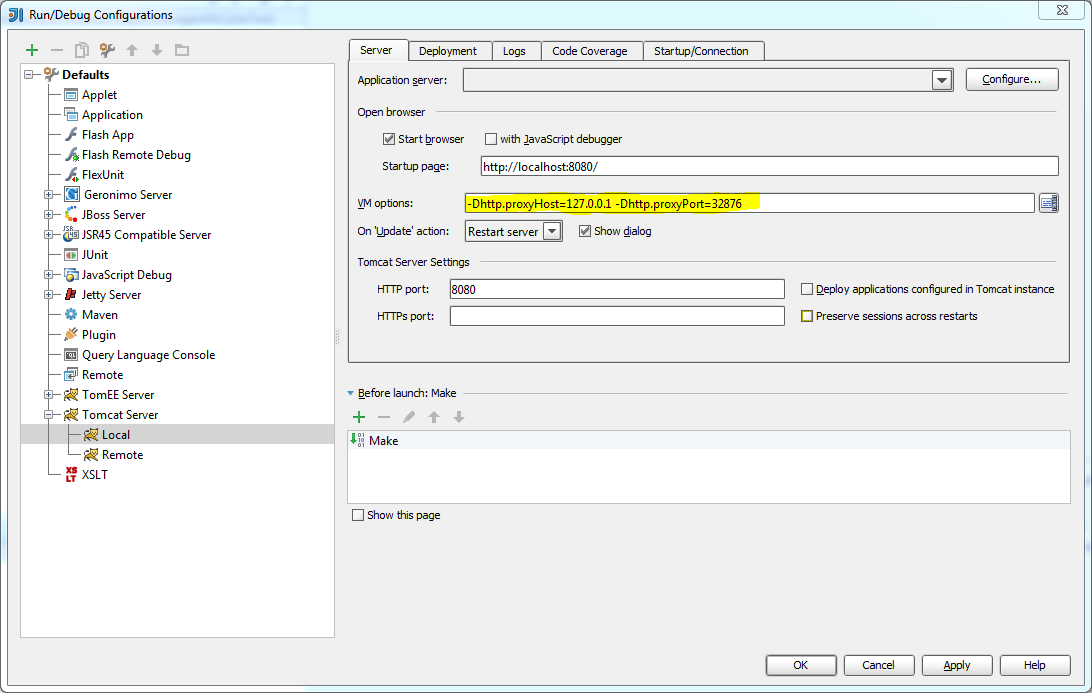 Run/Debug Configurations
Defaults
Applet
Application
Flash App
Flash Remote Debug
FlexUnit
Geronimo Server
JBoss Server
JSR45 Compatible Server
JUnit
JavaScript Debug
Jetty Server
Maven
Plugin
Query Language Console
Remote
TomEE Server
Tomcat Server
Local
Remote
XSLT
Server Deployment Logs Code Coverage Startup/Connection
Application server: Configure...
Open browser
Start browser with JavaScript debugger
Startup page: http://localhost:8080/
VM options: -Dhttp.proxyHost=127.0.0.1 -Dhttp.proxyPort=32876
On 'Update' action: Restart server Show dialog
Tomcat Server Settings
HTTP port: 8080 Deploy applications configured in Tomcat instance
HTTPs port: Preserve sessions across restarts
Before launch: Make
Make
Show this page
OK Cancel Apply Help